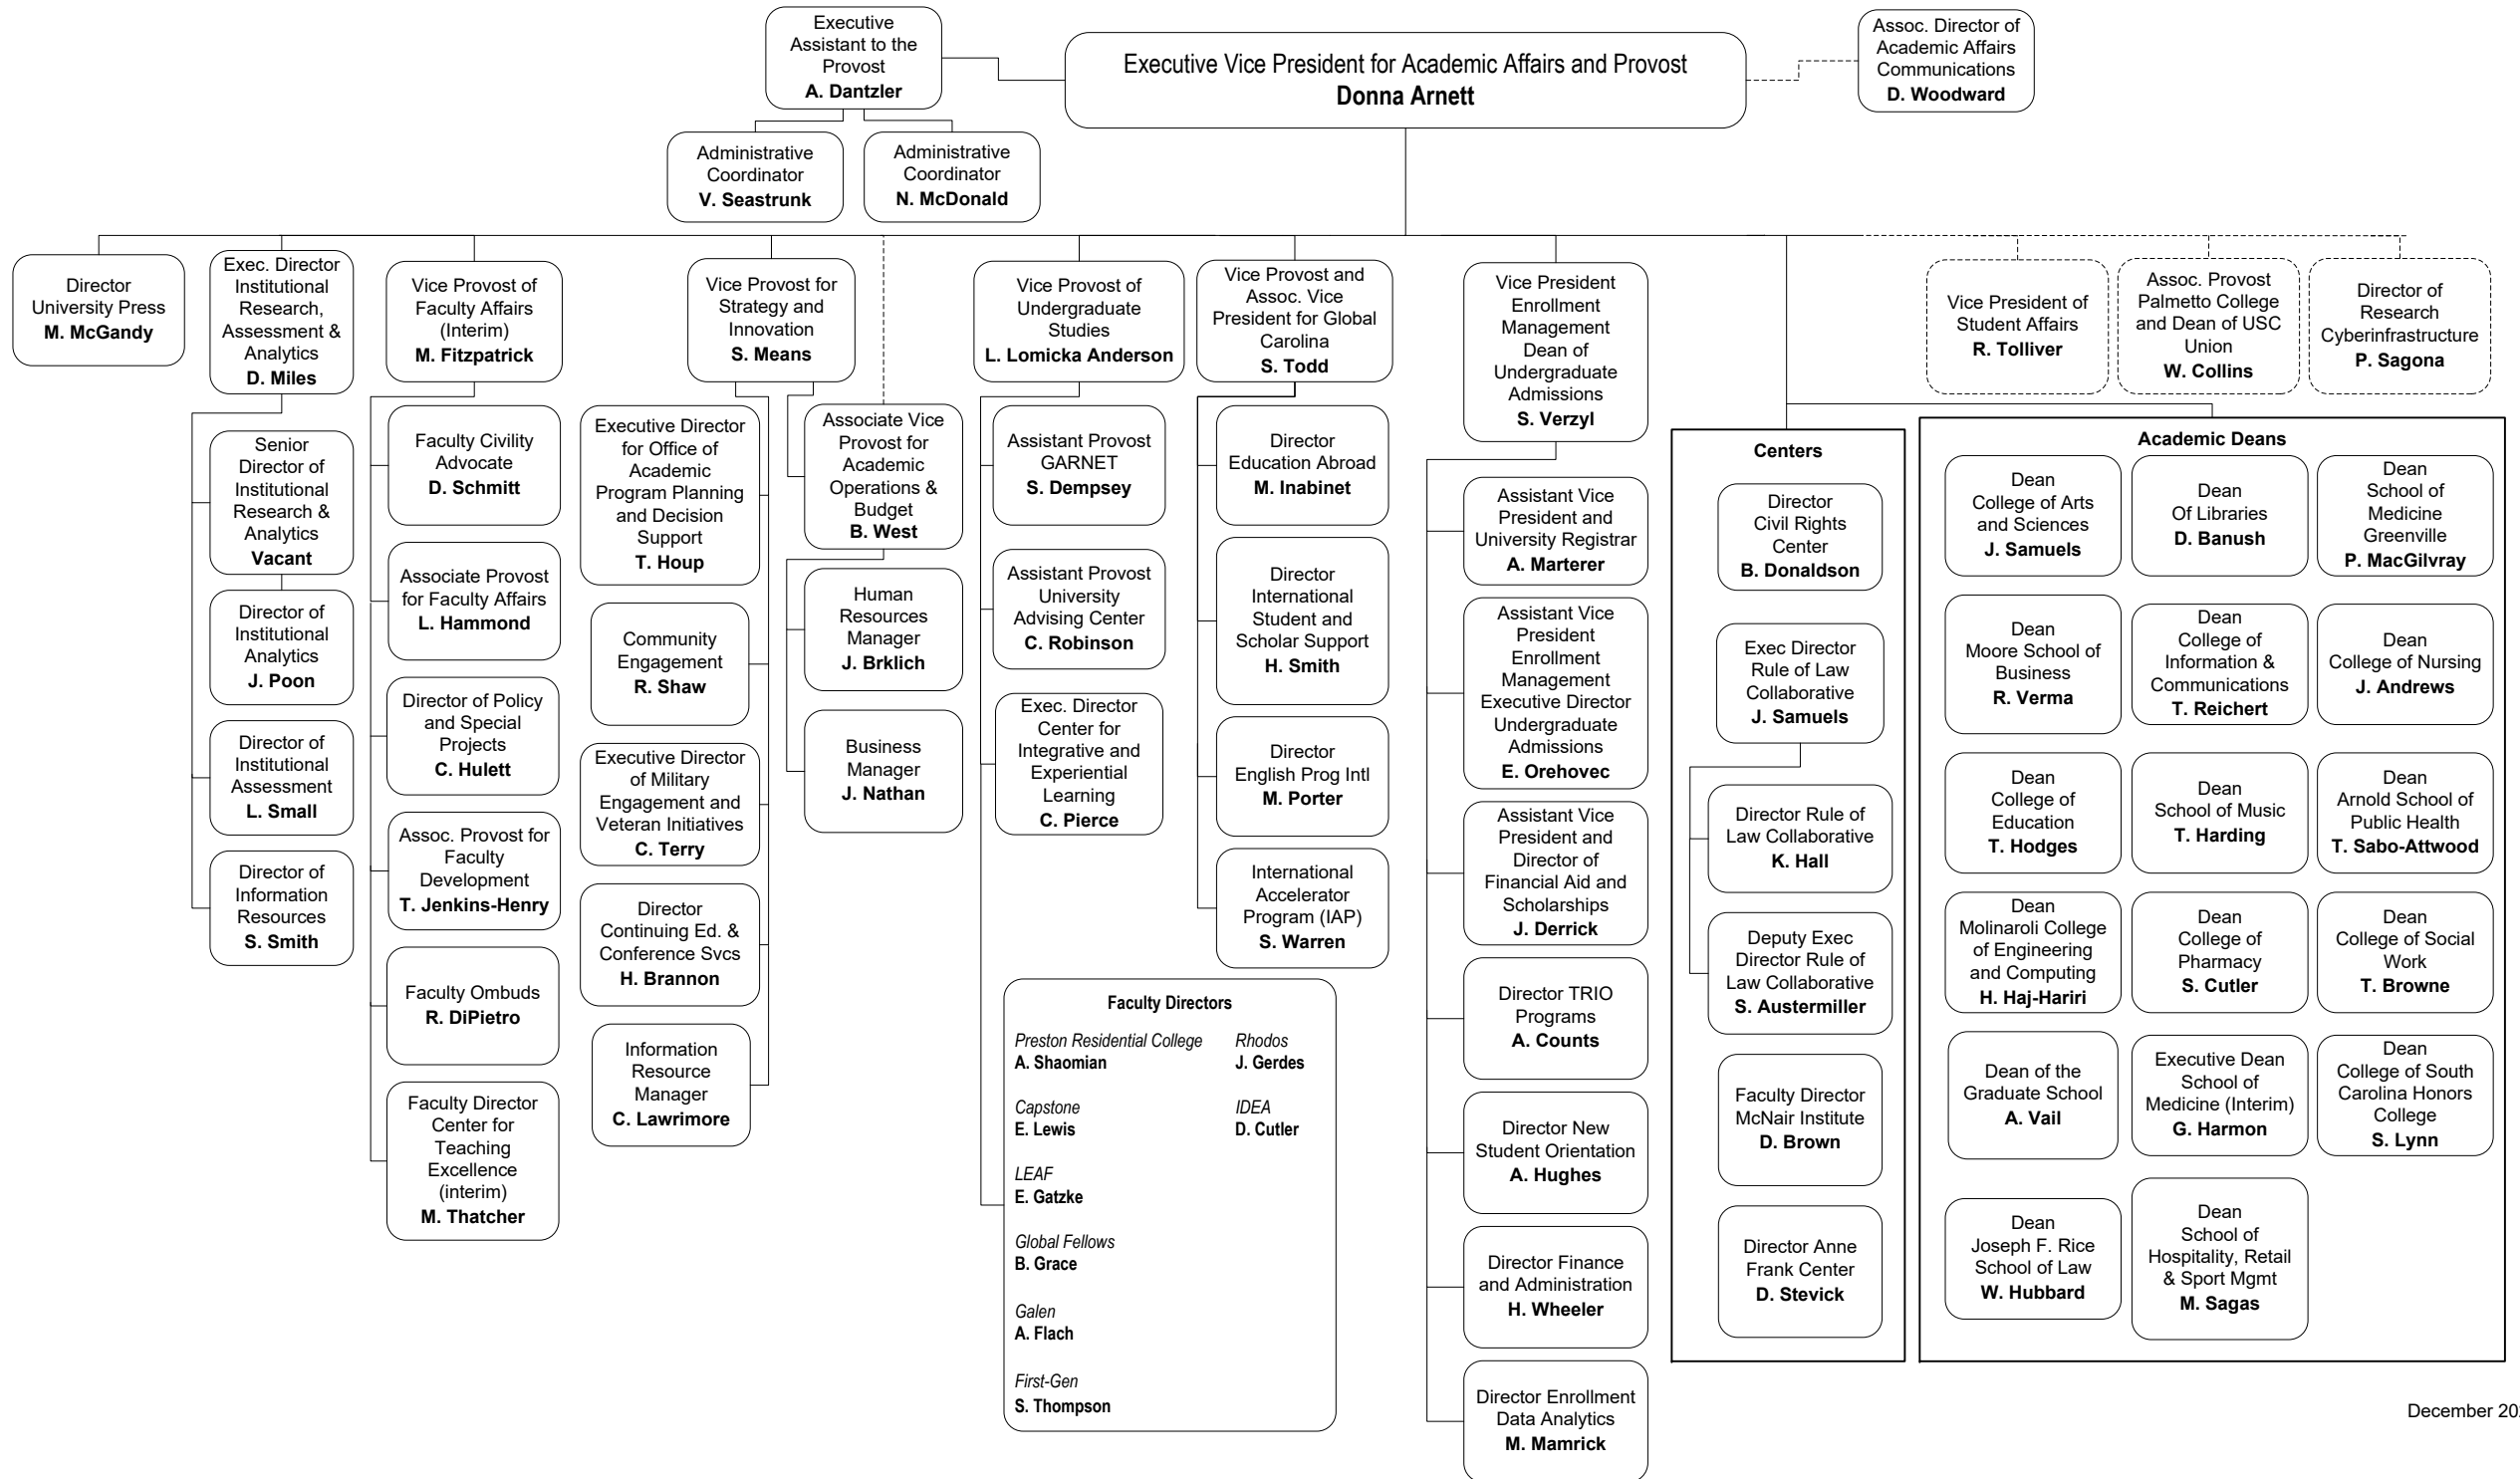 Executive
Assistant to the
Provost
A. Dantzler
Executive Vice President for Academic Affairs and Provost
Donna Arnett
Assoc. Director of
Academic Affairs
Communications
D. Woodward
Administrative
Coordinator
V. Seastrunk
Administrative
Coordinator
N. McDonald
Director
University Press
M. McGandy
Exec. Director
Institutional
Research,
Assessment &
Analytics
D. Miles
Senior
Director of
Institutional
Research &
Analytics
Vacant
Director of
Institutional
Analytics
J. Poon
Director of
Institutional
Assessment
L. Small
Director of
Information
Resources
S. Smith
Vice Provost of
Faculty Affairs
(Interim)
M. Fitzpatrick
Faculty Civility
Advocate
D. Schmitt
Associate Provost
for Faculty Affairs
L. Hammond
Director of Policy
and Special
Projects
C. Hulett
Assoc. Provost for
Faculty
Development
T. Jenkins-Henry
Faculty Ombuds
R. DiPietro
Faculty Director
Center for
Teaching
Excellence
(interim)
M. Thatcher
Vice Provost for
Strategy and
Innovation
S. Means
Executive Director
for Office of
Academic
Program Planning
and Decision
Support
T. Houp
Community
Engagement
R. Shaw
Executive Director
of Military
Engagement and
Veteran Initiatives
C. Terry
Director
Continuing Ed. &
Conference Svcs
H. Brannon
Information
Resource
Manager
C. Lawrimore
Associate Vice
Provost for
Academic
Operations &
Budget
B. West
Human
Resources
Manager
J. Brklich
Business
Manager
J. Nathan
Vice Provost of
Undergraduate
Studies
L. Lomicka Anderson
Assistant Provost
GARNET
S. Dempsey
Assistant Provost
University
Advising Center
C. Robinson
Exec. Director
Center for
Integrative and
Experiential
Learning
C. Pierce
Faculty Directors
Preston Residential College
A. Shaomian
Capstone
E. Lewis
LEAF
E. Gatzke
Global Fellows
B. Grace
Galen
A. Flach
First-Gen
S. Thompson
Rhodos
J. Gerdes
IDEA
D. Cutler
Vice Provost and
Assoc. Vice
President for Global
Carolina
S. Todd
Director
Education Abroad
M. Inabinet
Director
International
Student and
Scholar Support
H. Smith
Director
English Prog Intl
M. Porter
International
Accelerator
Program (IAP)
S. Warren
Vice President
Enrollment
Management
Dean of
Undergraduate
Admissions
S. Verzyl
Assistant Vice
President and
University Registrar
A. Marterer
Assistant Vice
President
Enrollment
Management
Executive Director
Undergraduate
Admissions
E. Orehovec
Assistant Vice
President and
Director of
Financial Aid and
Scholarships
J. Derrick
Director TRIO
Programs
A. Counts
Director New
Student Orientation
A. Hughes
Director Finance
and Administration
H. Wheeler
Director Enrollment
Data Analytics
M. Mamrick
Vice President of
Student Affairs
R. Tolliver
Assoc. Provost
Palmetto College
and Dean of USC
Union
W. Collins
Director of
Research
Cyberinfrastructure
P. Sagona
Centers
Director
Civil Rights
Center
B. Donaldson
Exec Director
Rule of Law
Collaborative
J. Samuels
Director Rule of
Law Collaborative
K. Hall
Deputy Exec
Director Rule of
Law Collaborative
S. Austermiller
Faculty Director
McNair Institute
D. Brown
Director Anne
Frank Center
D. Stevick
Academic Deans
Dean
College of Arts
and Sciences
J. Samuels
Dean
Of Libraries
D. Banush
Dean
School of
Medicine
Greenville
P. MacGilvray
Dean
Moore School of
Business
R. Verma
Dean
College of
Information &
Communications
T. Reichert
Dean
College of Nursing
J. Andrews
Dean
College of
Education
T. Hodges
Dean
School of Music
T. Harding
Dean
Arnold School of
Public Health
T. Sabo-Attwood
Dean
Molinaroli College
of Engineering
and Computing
H. Haj-Hariri
Dean
College of
Pharmacy
S. Cutler
Dean
College of Social
Work
T. Browne
Dean of the
Graduate School
A. Vail
Executive Dean
School of
Medicine (Interim)
G. Harmon
Dean
College of South
Carolina Honors
College
S. Lynn
Dean
Joseph F. Rice
School of Law
W. Hubbard
Dean
School of
Hospitality, Retail
& Sport Mgmt
M. Sagas
December